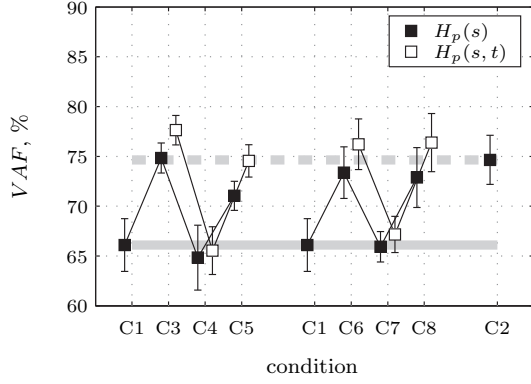 90
80
70
60
85
75
65
VAF, %
H_p(s)
H_p(s,t)
C1 C3 C4 C5 C1 C6 C7 C8 C2
condition